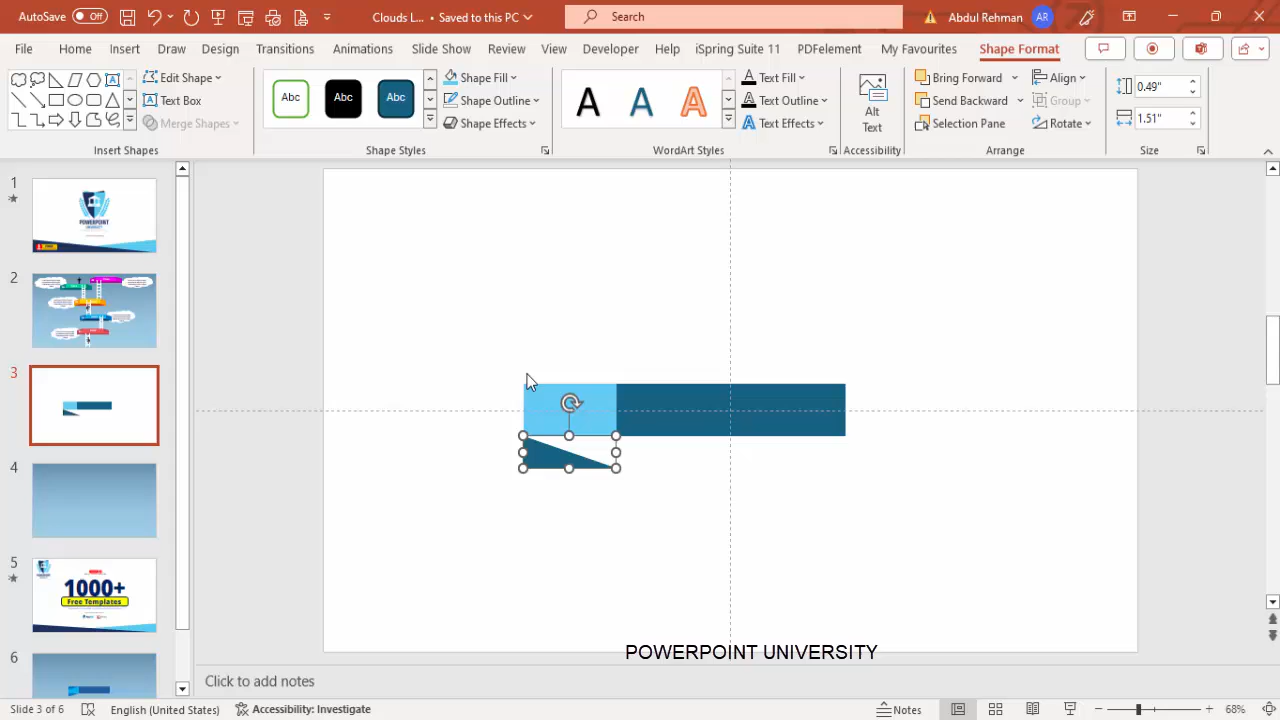 AutoSave Off Clouds L... • Saved to this PC Search Abdul Rehman AR
File Home Insert Draw Design Transitions Animations Slide Show Review View Developer Help iSpring Suite 11 PDFelement My Favourites Shape Format
Edit Shape Text Box Merge Shapes
Insert Shapes
Abc Abc Abc
Shape Fill Shape Outline Shape Effects
Shape Styles
A A A
Text Fill Text Outline Text Effects
WordArt Styles
Alt Text
Accessibility
Bring Forward Send Backward Selection Pane
Align Group Rotate
Arrange
0.49"
1.51"
Size
1
POWERPOINT
UNIVERSITY
2
3
4
5
1000+
Free Templates
6
POWERPOINT UNIVERSITY
Click to add notes
Slide 3 of 6 English (United States) Accessibility: Investigate Notes 68%